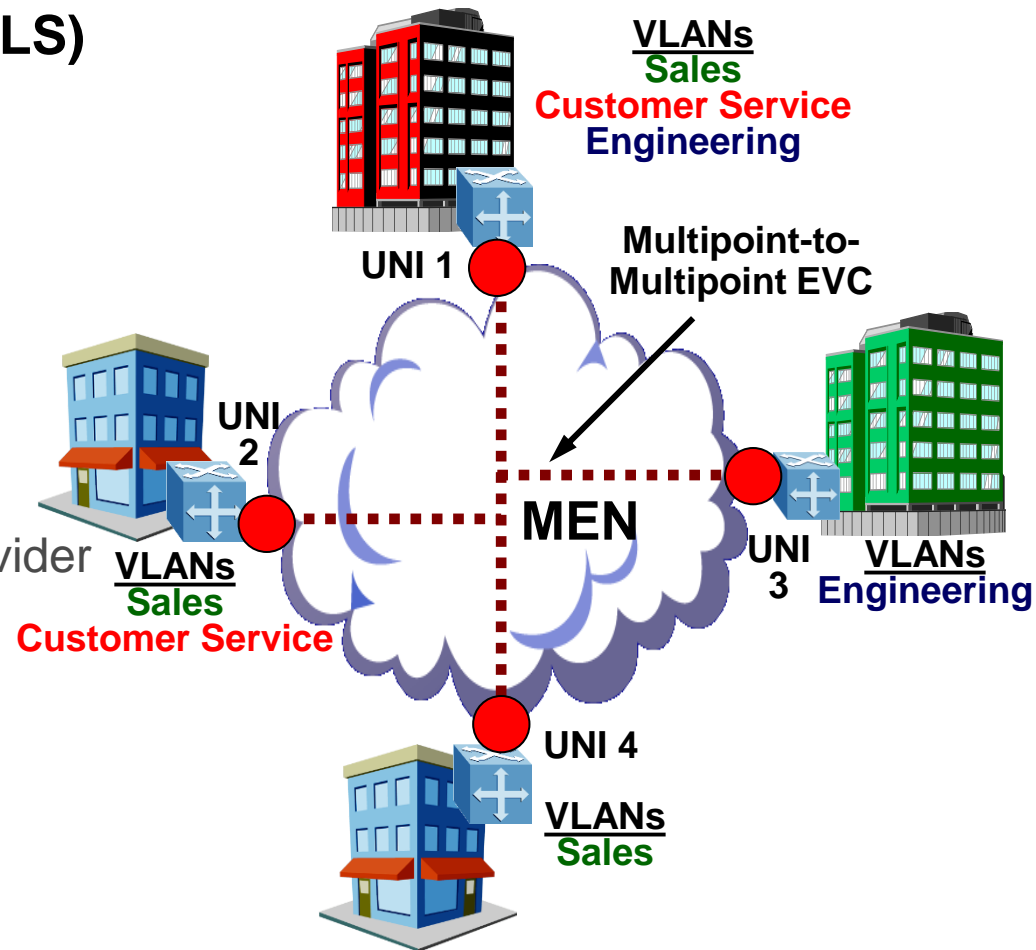 LS)
VLANs
Sales
Customer Service
Engineering
UNI 1
Multipoint-to-
Multipoint EVC
UNI
2
MEN
vider
VLANs
Sales
Customer Service
UNI
3
VLANs
Engineering
UNI 4
VLANs
Sales